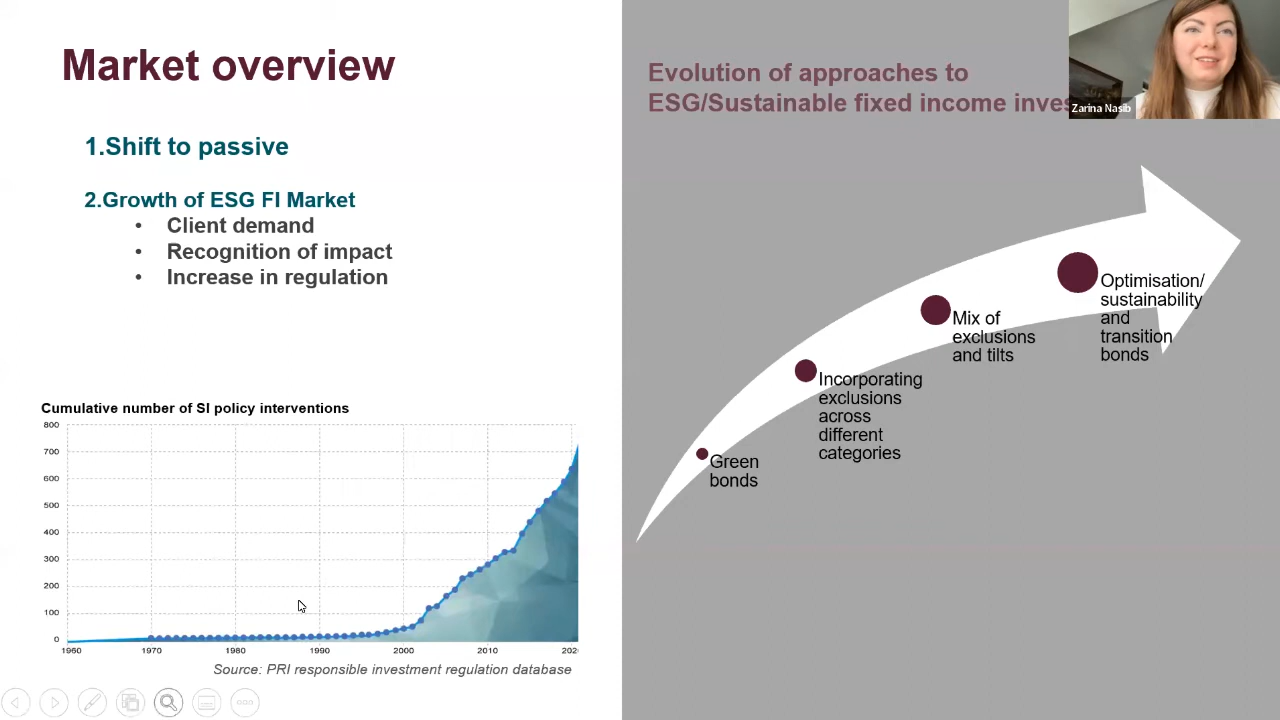 Market overview
1.Shift to passive
2.Growth of ESG FI Market
• Client demand
• Recognition of impact
• Increase in regulation
Cumulative number of SI policy interventions
800
700
600
500
400
300
200
100
0
1960
1970
1980
1990
2000
2010
202
Source: PRI responsible investment regulation database
Evolution of approaches to
ESG/Sustainable fixed income inves
Zarina Nasib
Green
bonds
Incorporating
exclusions
across
different
categories
Mix of
exclusions
and tilts
Optimisation/
sustainability
and
transition
bonds